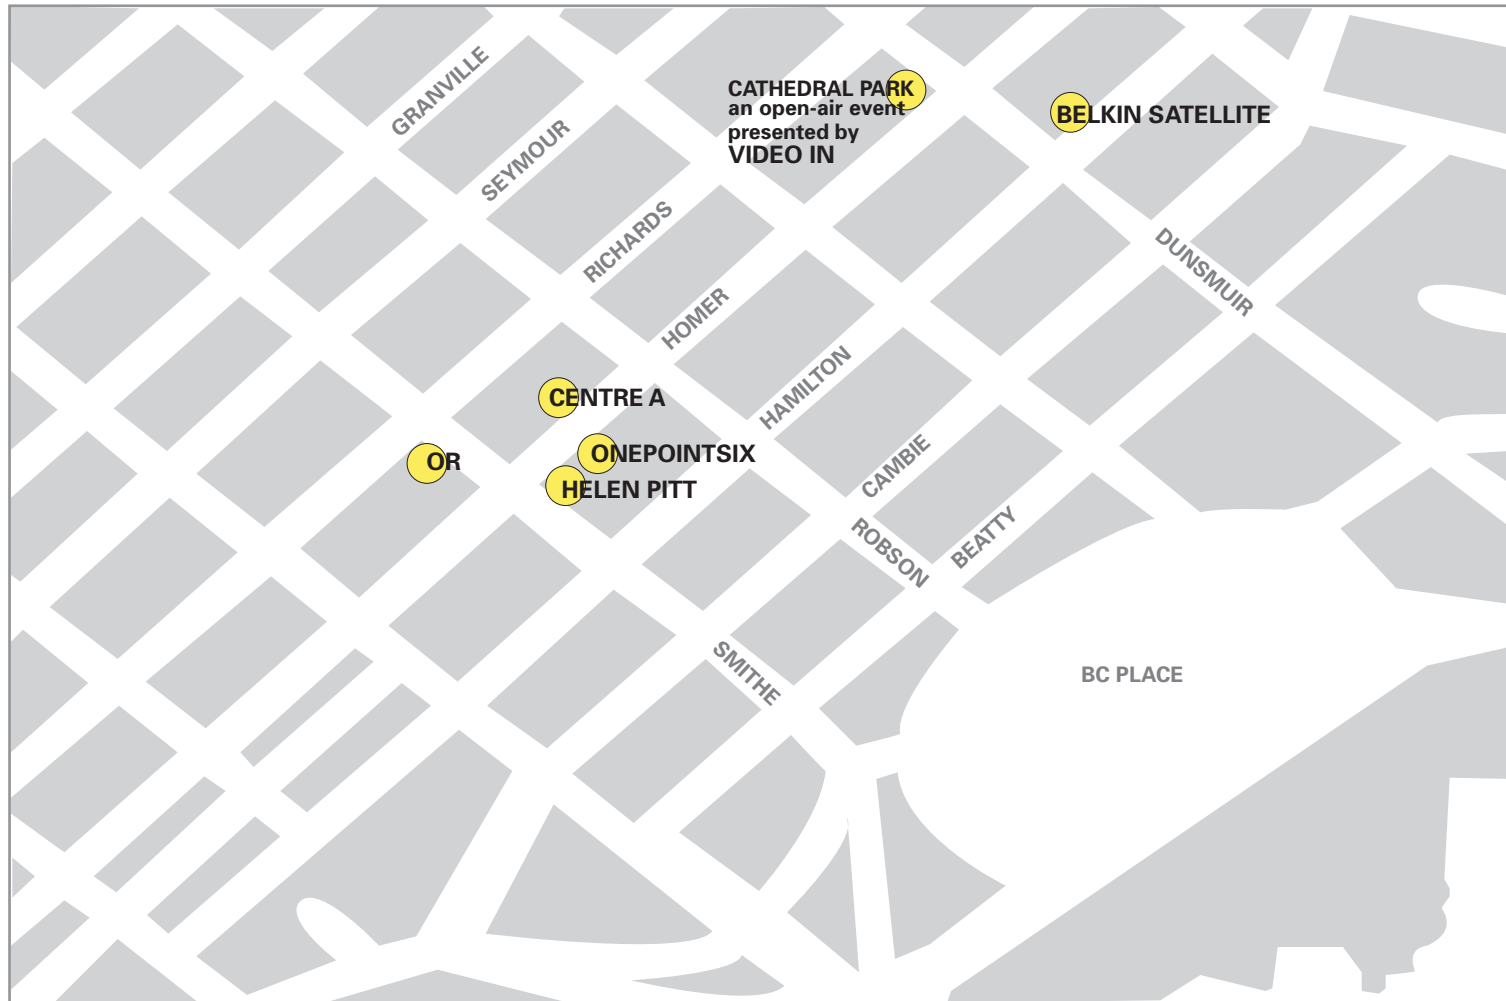 GRANVILLE
SEYMOUR
CATHEDRAL PARK
an open-air event
presented by
VIDEO IN
BELKIN SATELLITE
RICHARDS
DUNSMUIR
HOMER
HAMILTON
CENTRE A
ONEPOINTSIX
OR
HELEN PITT
CAMBIE
ROBSON
BEATTY
SMITHE
BC PLACE